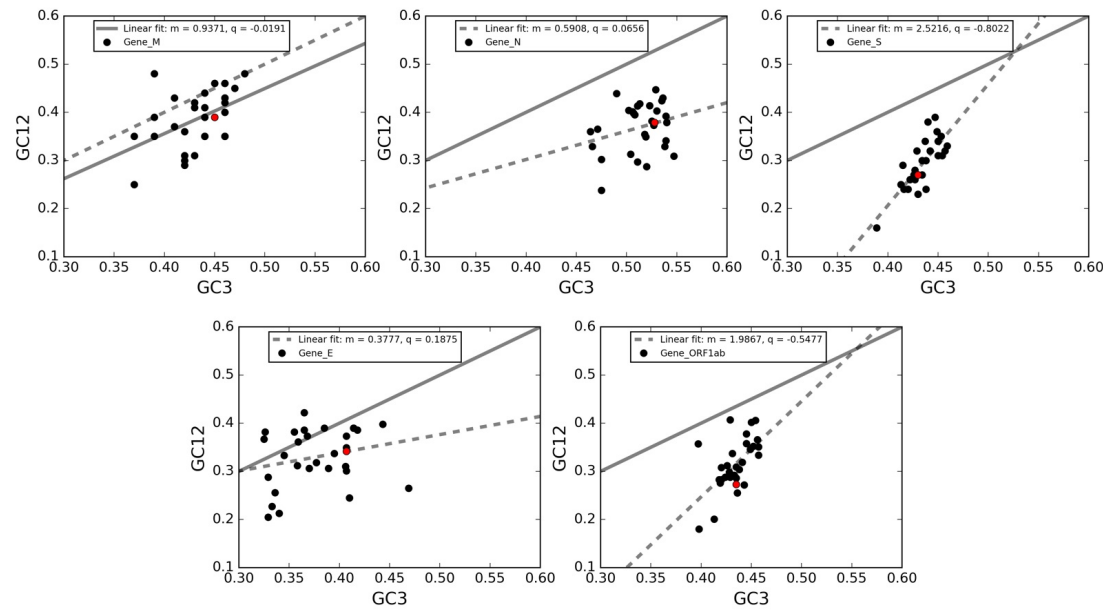 Linear fit: m = 0.9371, q = -0.0191
Gene_M
0.6
0.5
0.4
0.3
0.2
0.1
0.30 0.35 0.40 0.45 0.50 0.55 0.60
GC12
GC3
Linear fit: m = 0.5908, q = 0.0656
Gene_N
0.6
0.5
0.4
0.3
0.2
0.1
0.30 0.35 0.40 0.45 0.50 0.55 0.60
GC12
GC3
Linear fit: m = 2.5216, q = -0.8022
Gene_S
0.6
0.5
0.4
0.3
0.2
0.1
0.30 0.35 0.40 0.45 0.50 0.55 0.60
GC12
GC3
Linear fit: m = 0.3777, q = 0.1875
Gene_E
0.6
0.5
0.4
0.3
0.2
0.1
0.30 0.35 0.40 0.45 0.50 0.55 0.60
GC12
GC3
Linear fit: m = 1.9867, q = -0.5477
Gene_ORF1ab
0.6
0.5
0.4
0.3
0.2
0.1
0.30 0.35 0.40 0.45 0.50 0.55 0.60
GC12
GC3